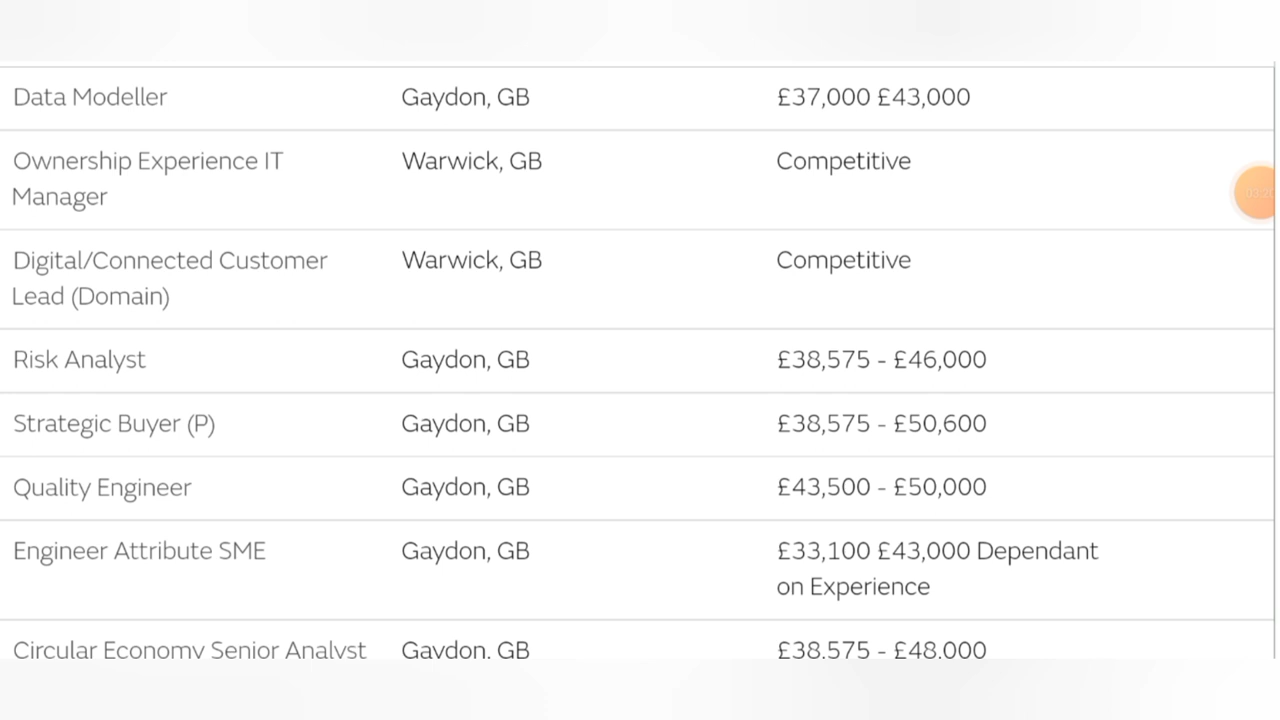 Data Modeller Gaydon, GB £37,000 £43,000
Ownership Experience IT Warwick, GB Competitive
Manager
Digital/Connected Customer Warwick, GB Competitive
Lead (Domain)
Risk Analyst Gaydon, GB £38,575 - £46,000
Strategic Buyer (P) Gaydon, GB £38,575 - £50,600
Quality Engineer Gaydon, GB £43,500 - £50,000
Engineer Attribute SME Gaydon, GB £33,100 £43,000 Dependant
on Experience
Circular Economy Senior Analyst Gaydon, GB £38,575 - £48,000